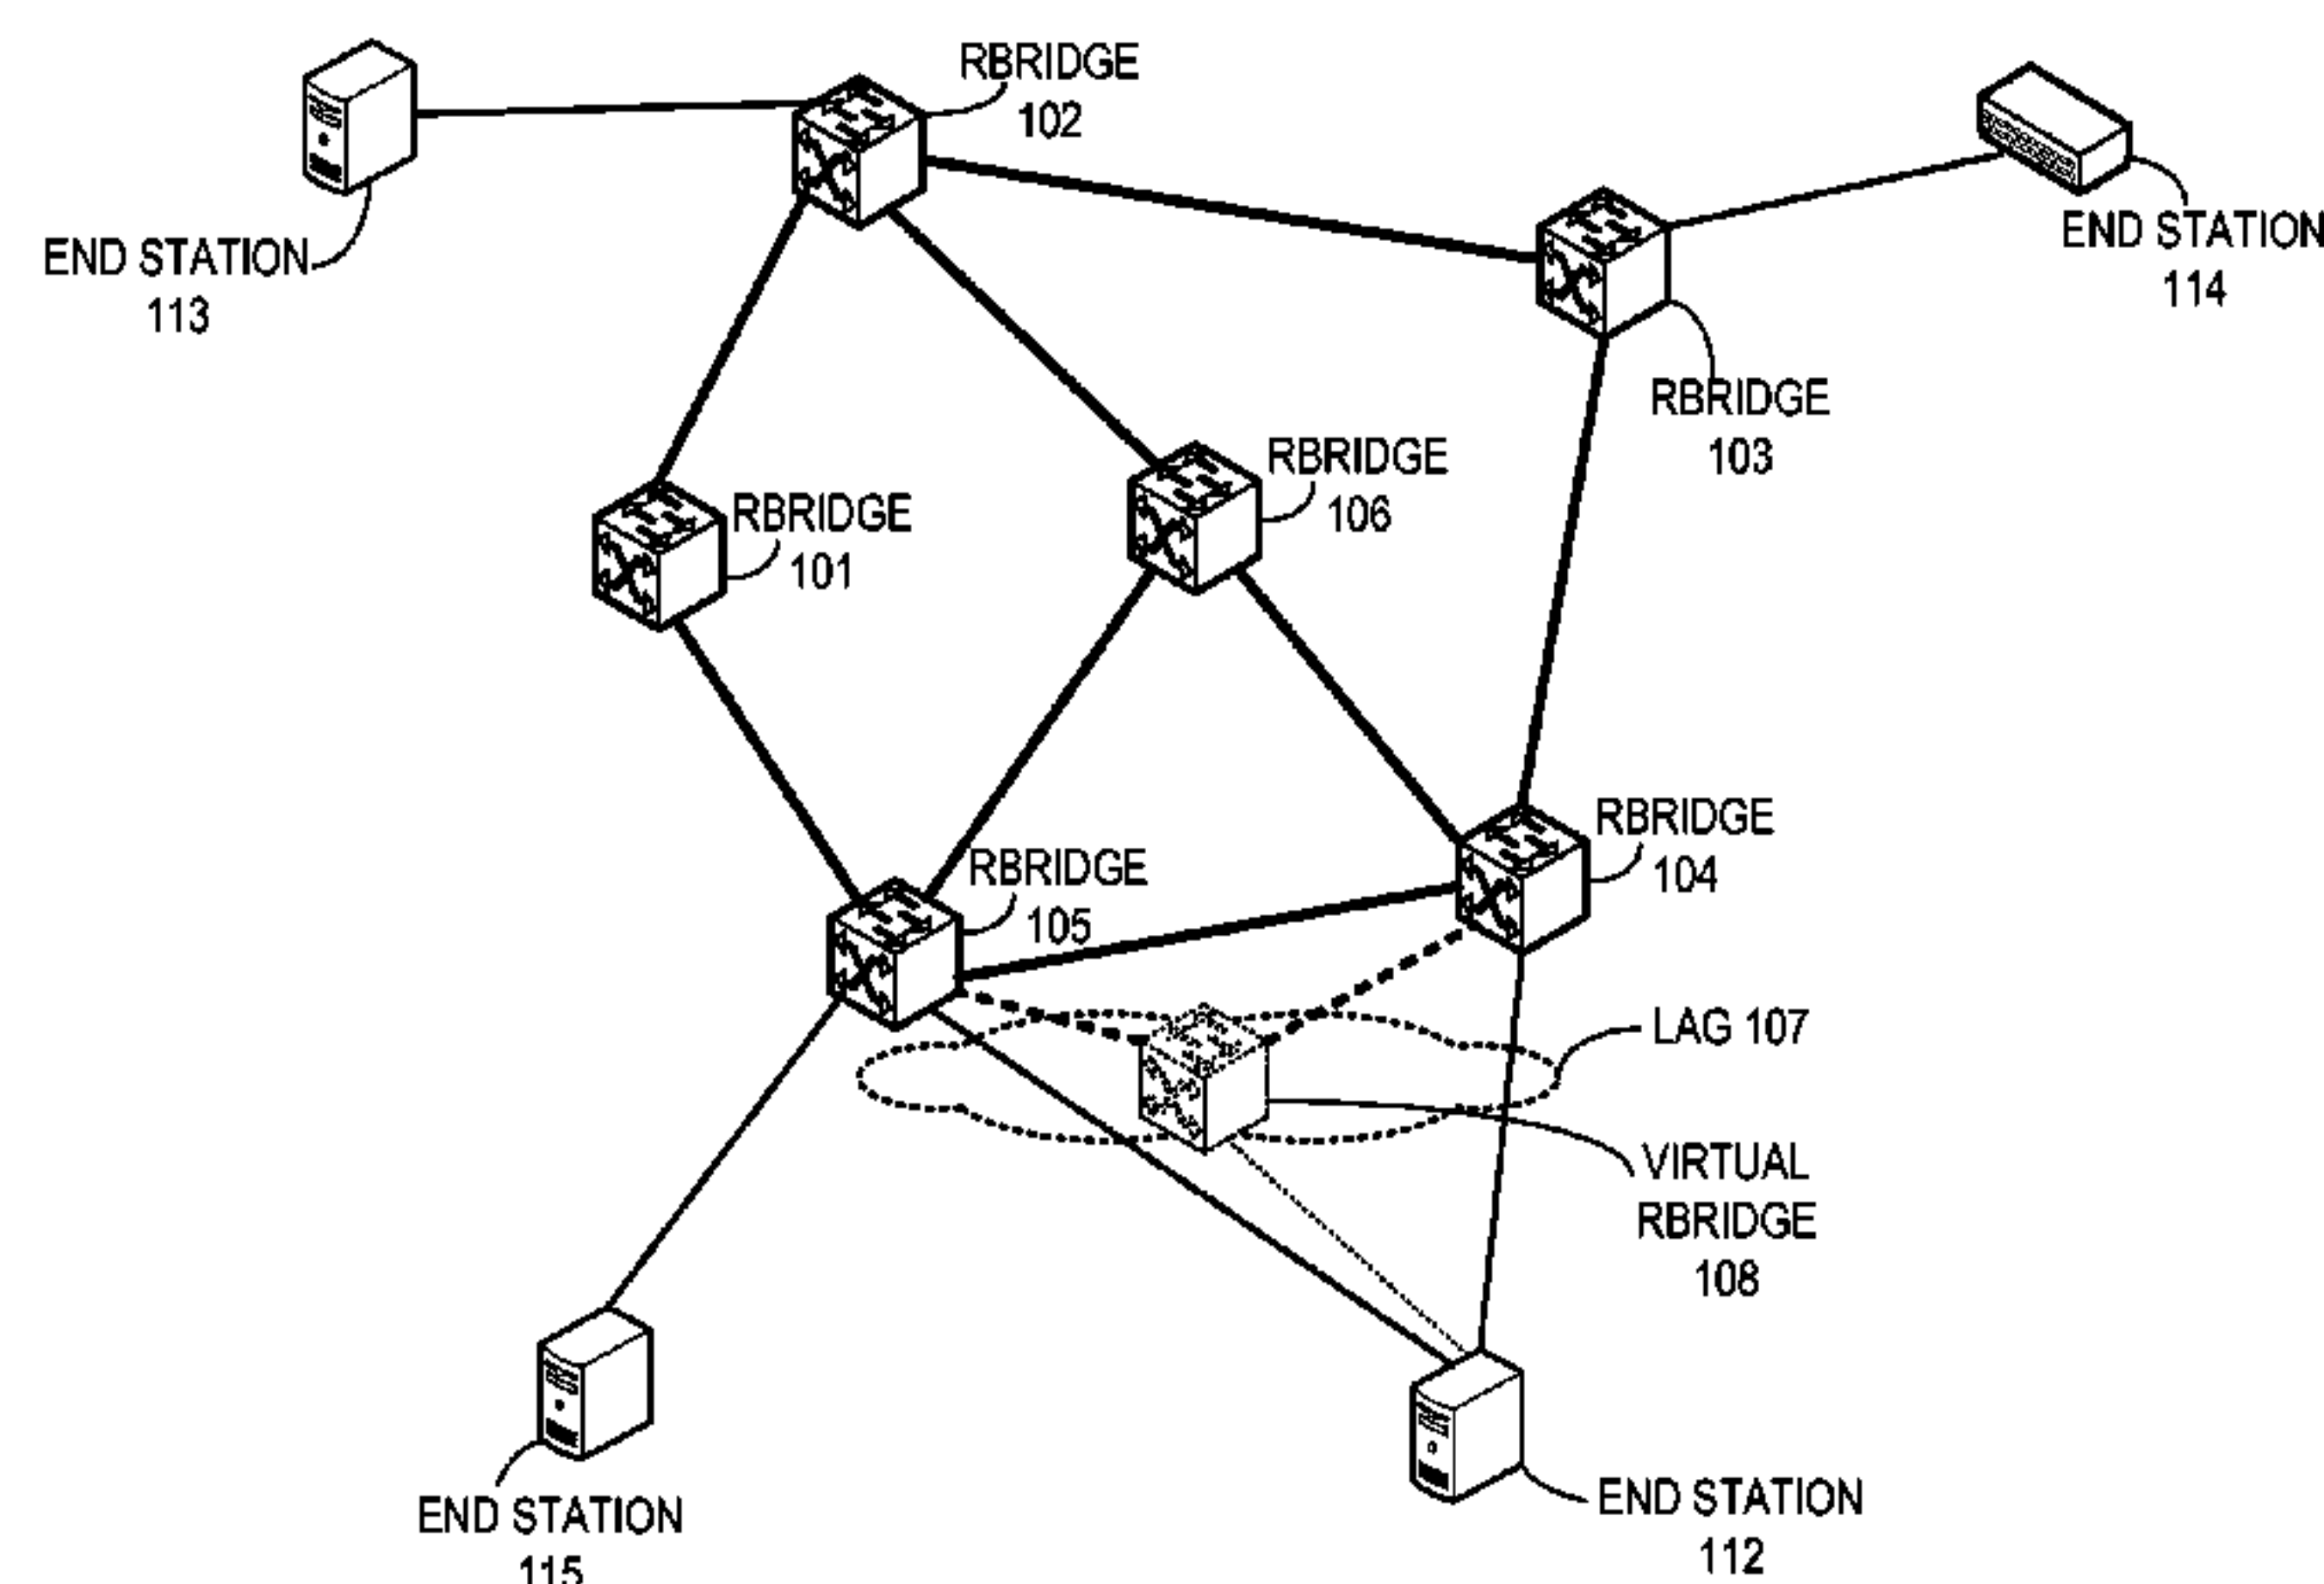 RBRIDGE
102
END STATION
113
END STATION
114
RBRIDGE
103
RBRIDGE
106
RBRIDGE
101
RBRIDGE
104
RBRIDGE
105
LAG 107
VIRTUAL
RBRIDGE
108
END STATION
115
END STATION
112